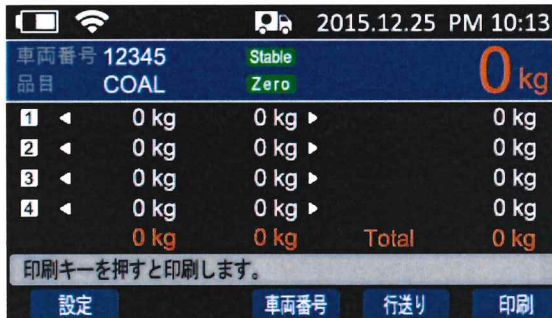 2015.12.25 PM 10:13
車両番号 12345 Stable
品目 COAL Zero 0 kg
1 0 kg 0 kg 0 kg
2 0 kg 0 kg 0 kg
3 0 kg 0 kg 0 kg
4 0 kg 0 kg 0 kg
0 kg 0 kg Total 0 kg
印刷キーを押すと印刷します。
設定 車両番号 行送り 印刷